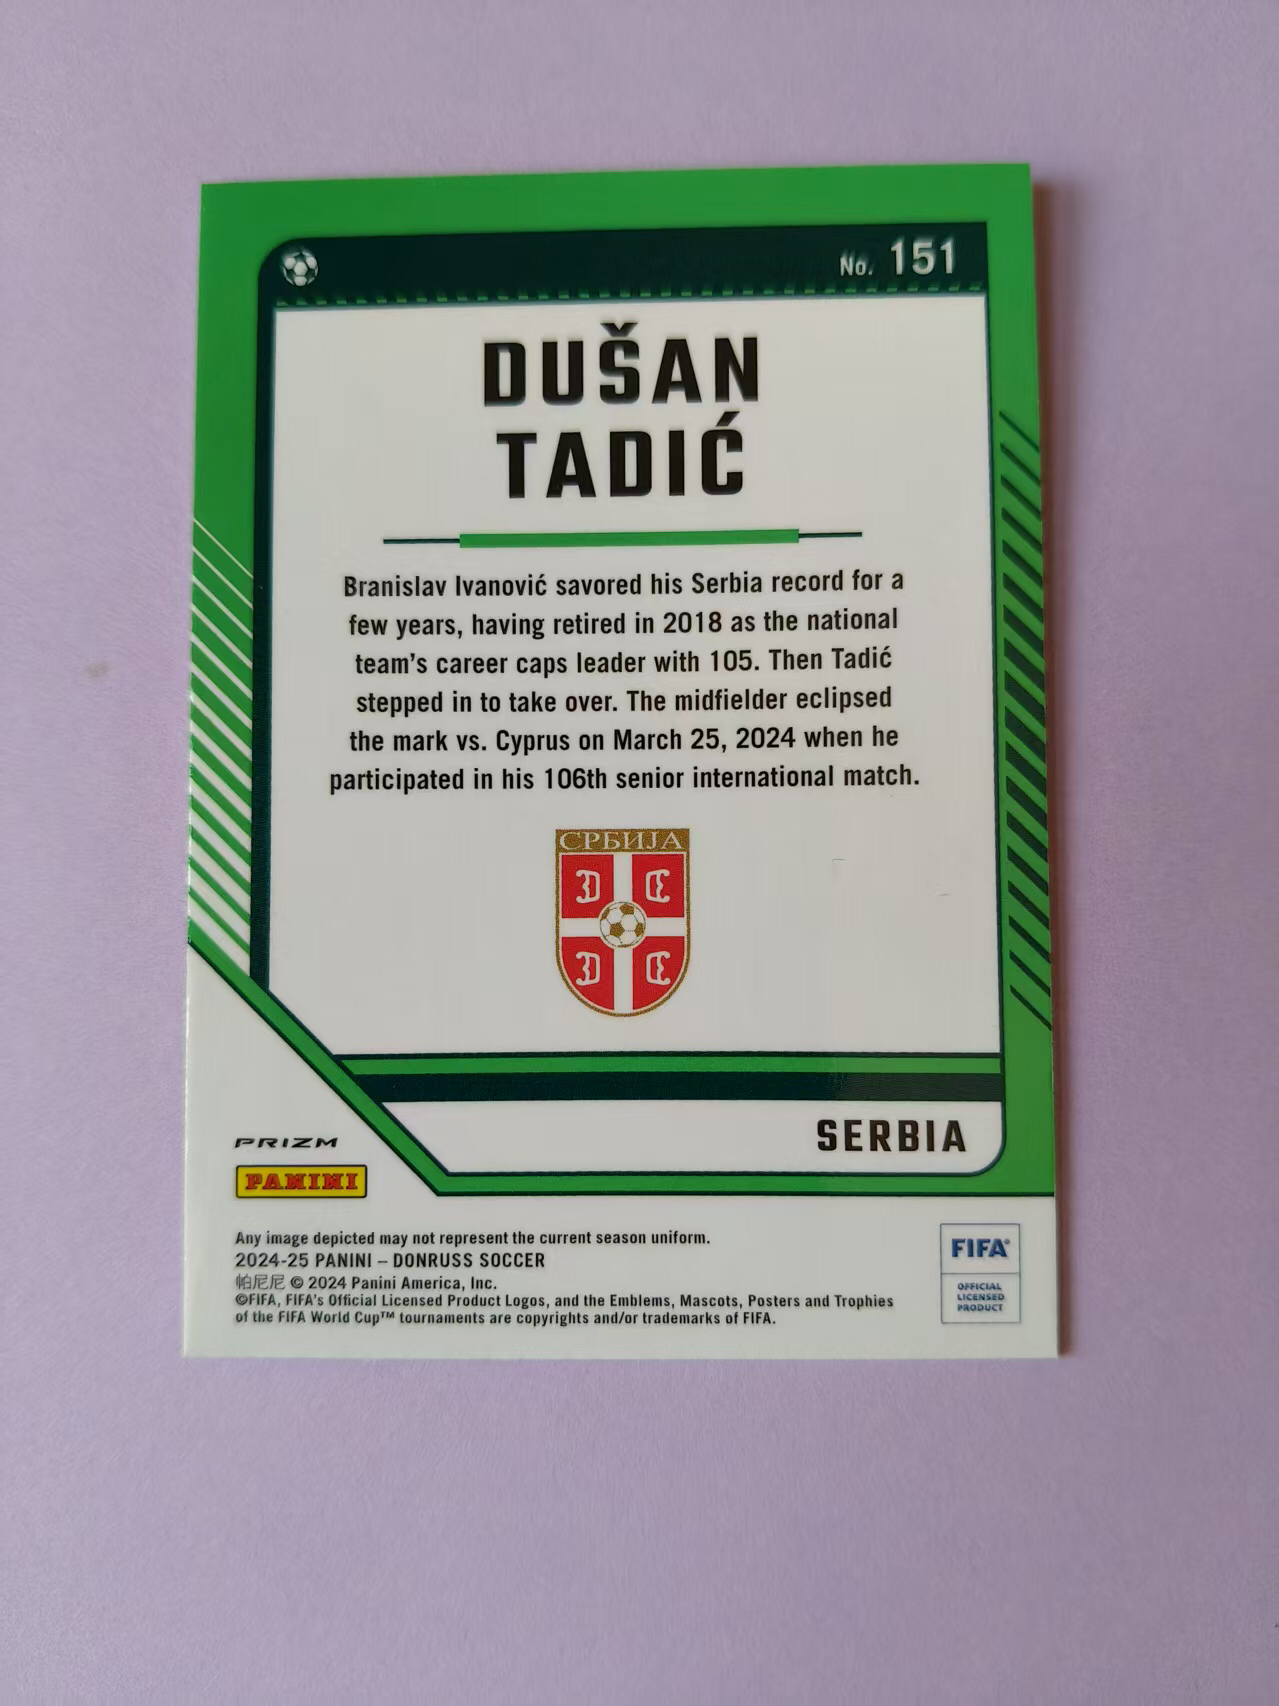 No. 151
DUŠAN
TADIĆ
Branislav Ivanović savored his Serbia record for a
few years, having retired in 2018 as the national
team's career caps leader with 105. Then Tadić
stepped in to take over. The midfielder eclipsed
the mark vs. Cyprus on March 25, 2024 when he
participated in his 106th senior international match.
СРБИЈА
SERBIA
PRIZM
PANINI
Any image depicted may not represent the current season uniform.
2024-25 PANINI – DONRUSS SOCCER
帕尼尼 © 2024 Panini America, Inc.
©FIFA, FIFA's Official Licensed Product Logos, and the Emblems, Mascots, Posters and Trophies
of the FIFA World Cup™ tournaments are copyrights and/or trademarks of FIFA.
FIFA®
OFFICIAL
LICENSED
PRODUCT